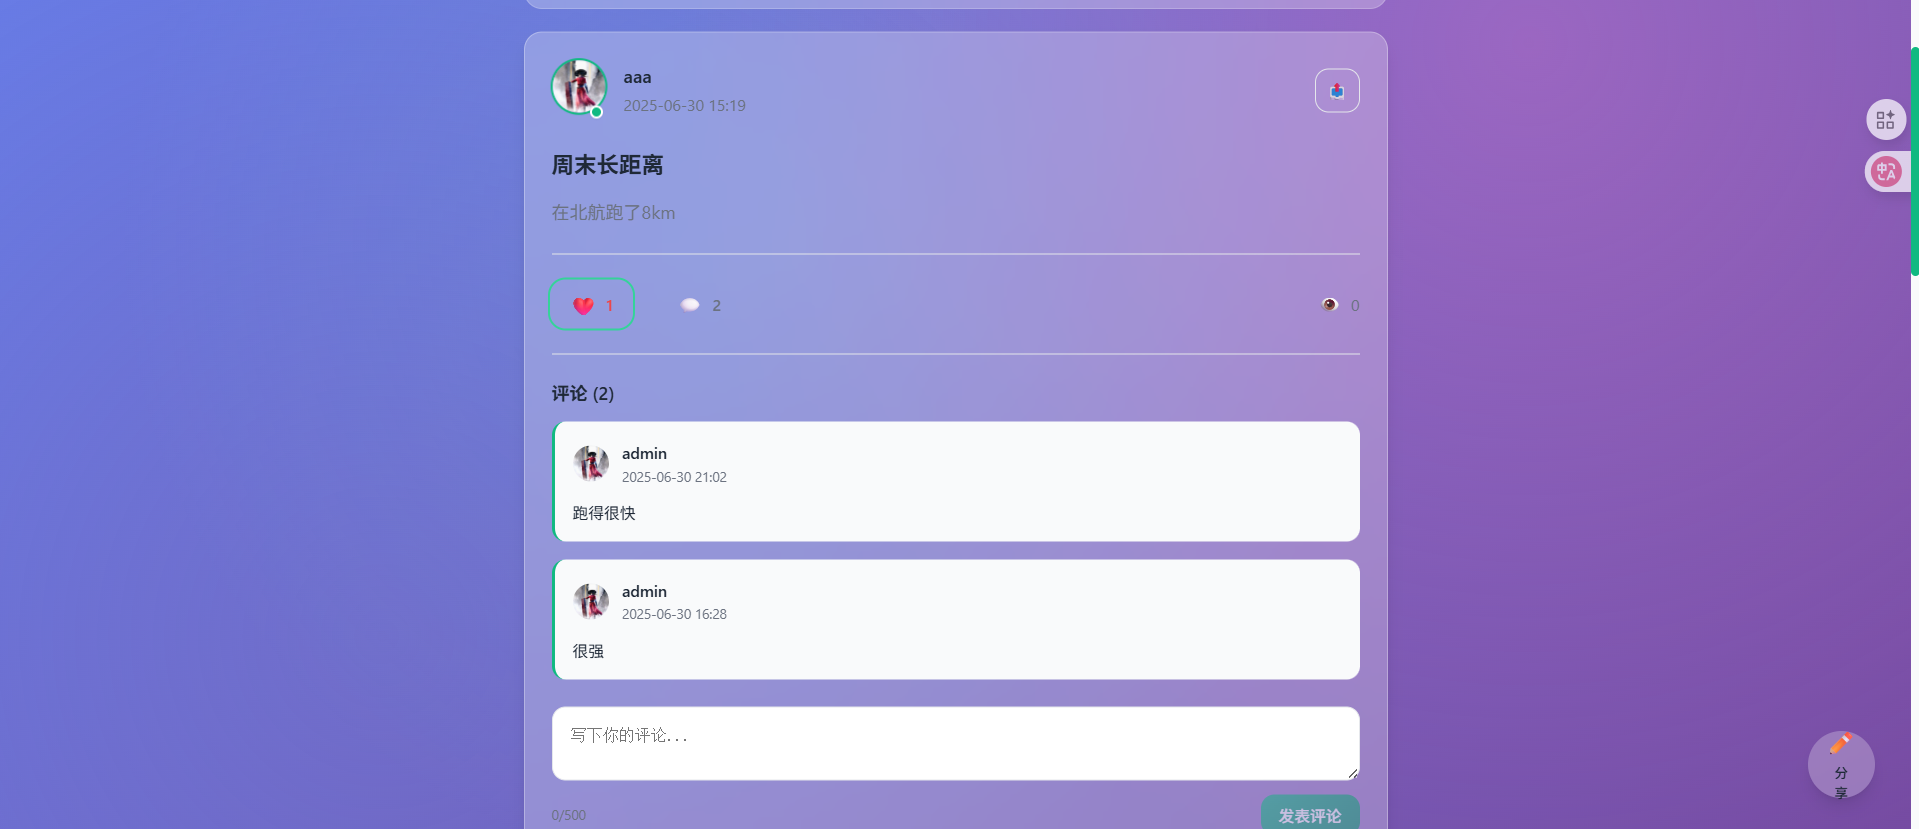 aaa
2025-06-30 15:19
周末长距离
在北航跑了8km
1
2
0
评论 (2)
admin
2025-06-30 21:02
跑得很快
admin
2025-06-30 16:28
很强
写下你的评论...
0/500
发表评论
中
A
分
享